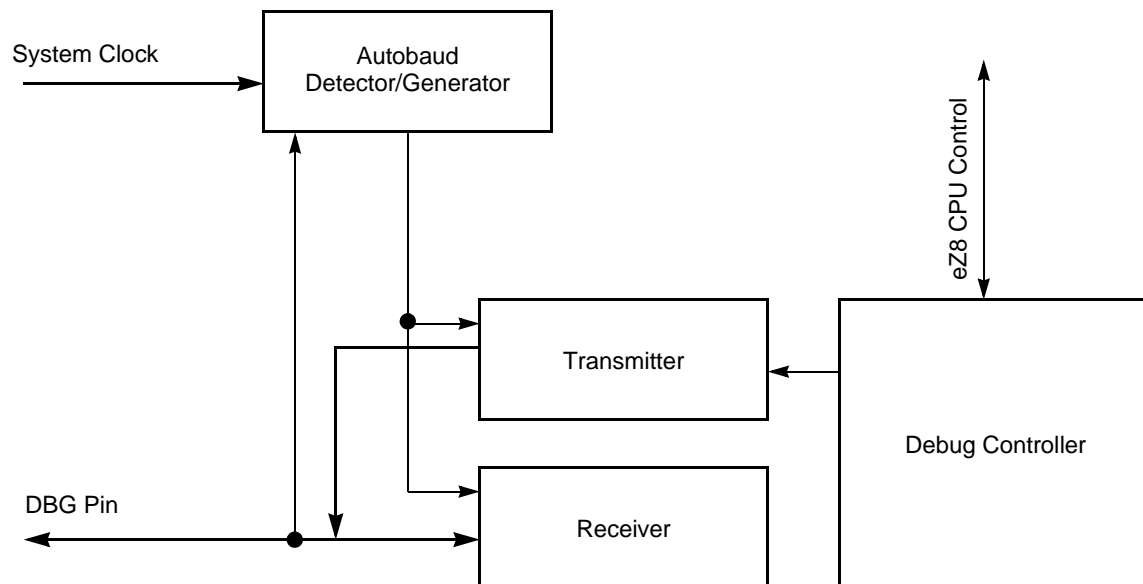 System Clock
Autobaud
Detector/Generator
eZ8 CPU Control
Transmitter
Debug Controller
DBG Pin
Receiver